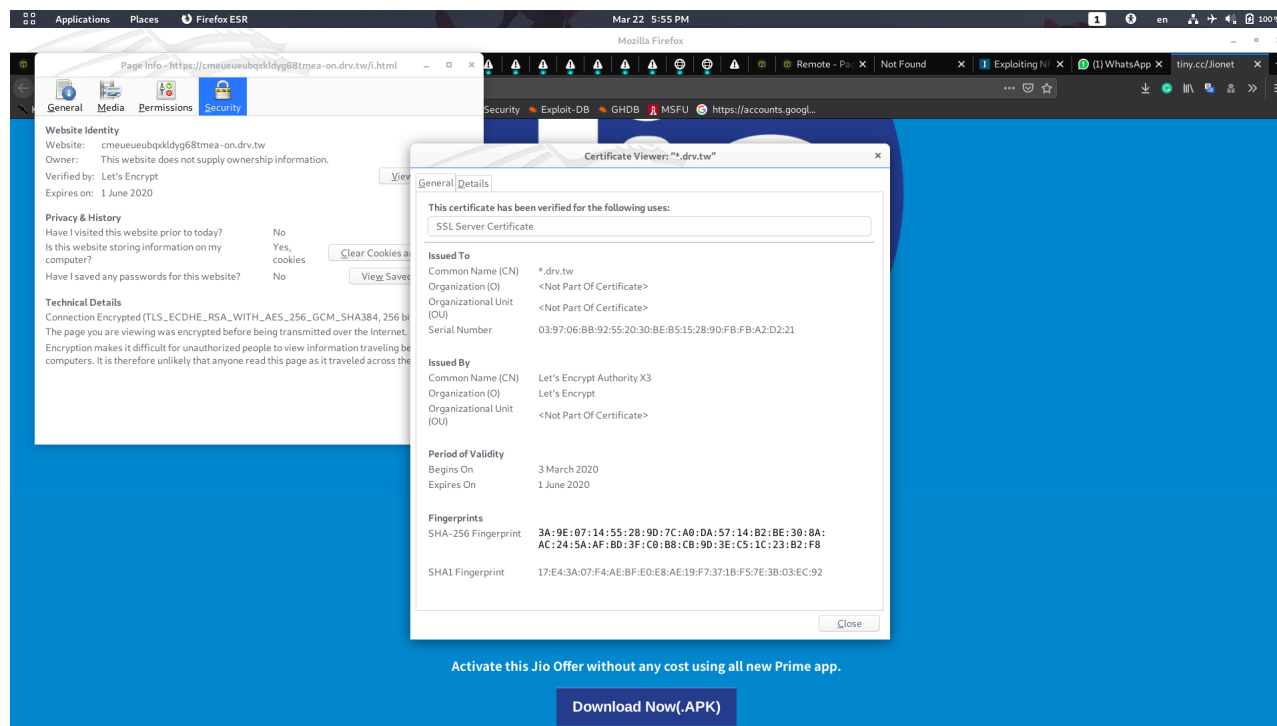 Applications Places Firefox ESR Mar 22 5:55 PM 1 en 100%
Mozilla Firefox
Page Info - https://cmeueueubqxkldyg68tmea-on.drv.tw/i.html
Remote - Pac Not Found Exploiting NF (1) WhatsApp tiny.cc/Jionet
General Media Permissions Security
Security Exploit-DB GHDB MSFU https://accounts.googl...
Website Identity
Website: cmeueueubqxkldyg68tmea-on.drv.tw
Owner: This website does not supply ownership information.
Verified by: Let's Encrypt View
Expires on: 1 June 2020
Privacy & History
Have I visited this website prior to today? No
Is this website storing information on my computer? Yes, cookies Clear Cookies a
Have I saved any passwords for this website? No View Saved
Technical Details
Connection Encrypted (TLS_ECDHE_RSA_WITH_AES_256_GCM_SHA384, 256 bi
The page you are viewing was encrypted before being transmitted over the Internet.
Encryption makes it difficult for unauthorized people to view information traveling be
computers. It is therefore unlikely that anyone read this page as it traveled across the
Certificate Viewer: "*.drv.tw"
General Details
This certificate has been verified for the following uses:
SSL Server Certificate
Issued To
Common Name (CN) *.drv.tw
Organization (O) <Not Part Of Certificate>
Organizational Unit (OU) <Not Part Of Certificate>
Serial Number 03:97:06:BB:92:55:20:30:BE:B5:15:28:90:FB:FB:A2:D2:21
Issued By
Common Name (CN) Let's Encrypt Authority X3
Organization (O) Let's Encrypt
Organizational Unit (OU) <Not Part Of Certificate>
Period of Validity
Begins On 3 March 2020
Expires On 1 June 2020
Fingerprints
SHA-256 Fingerprint 3A:9E:07:14:55:28:9D:7C:A0:DA:57:14:B2:BE:30:8A:
AC:24:5A:AF:BD:3F:C0:B8:CB:9D:3E:C5:1C:23:B2:F8
SHA1 Fingerprint 17:E4:3A:07:F4:AE:BF:E0:E8:AE:19:F7:37:1B:F5:7E:3B:03:EC:92
Close
Activate this Jio Offer without any cost using all new Prime app.
Download Now(.APK)